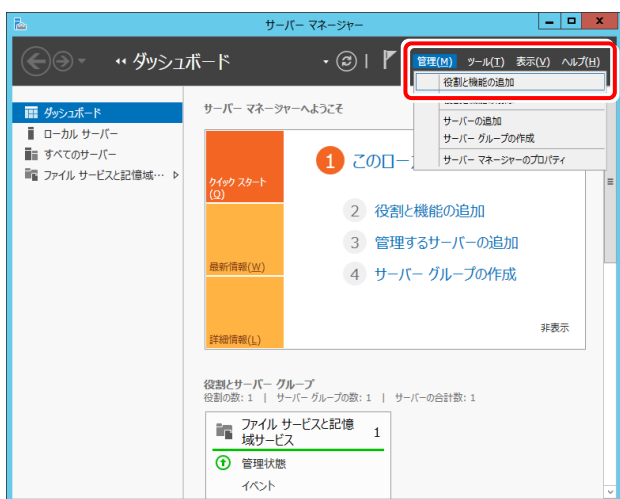 サーバー マネージャー
ダッシュボード
管理(M) ツール(T) 表示(V) ヘルプ(H)
役割と機能の追加
サーバーの追加
サーバー グループの作成
サーバー マネージャーのプロパティ
ダッシュボード
ローカル サーバー
すべてのサーバー
ファイル サービスと記憶域…
サーバー マネージャーへようこそ
クイック スタート
(Q)
最新情報(W)
詳細情報(L)
1 このロー
2 役割と機能の追加
3 管理するサーバーの追加
4 サーバー グループの作成
非表示
役割とサーバー グループ
役割の数: 1 | サーバー グループの数: 1 | サーバーの合計数: 1
ファイル サービスと記憶
域サービス
1
管理状態
イベント